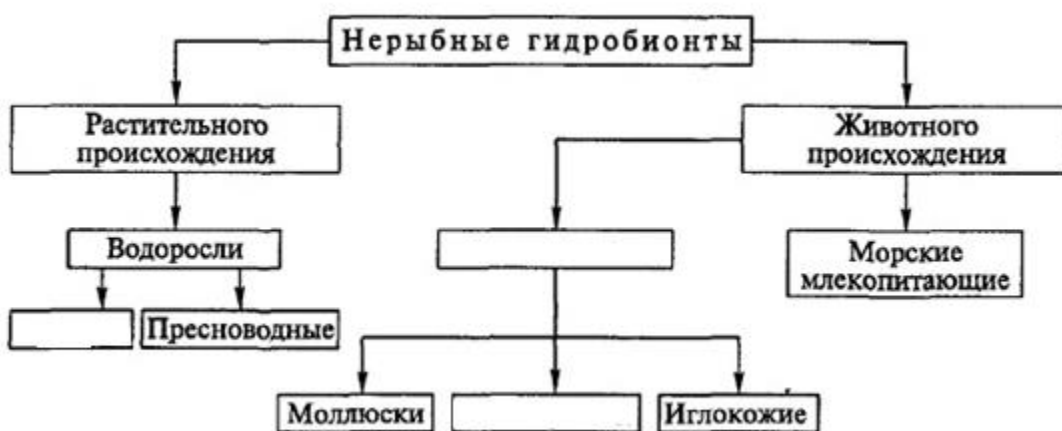 Нерыбные гидробионты
Растительного
происхождения
Животного
происхождения
Водоросли
Морские
млекопитающие
Пресноводные
Моллюски
Иглокожие